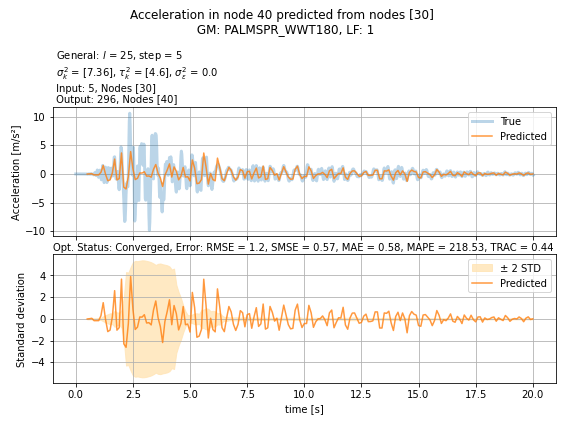 Acceleration in node 40 predicted from nodes [30]
GM: PALMSPR_WWT180, LF: 1
General: l = 25, step = 5
σ²ₖ = [7.36], τ²ₖ = [4.6], σ²ε = 0.0
Input: 5, Nodes [30]
Output: 296, Nodes [40]
Acceleration [m/s²]
10
5
0
−5
−10
True
Predicted
Opt. Status: Converged, Error: RMSE = 1.2, SMSE = 0.57, MAE = 0.58, MAPE = 218.53, TRAC = 0.44
Standard deviation
4
2
0
−2
−4
± 2 STD
Predicted
0.0 2.5 5.0 7.5 10.0 12.5 15.0 17.5 20.0
time [s]